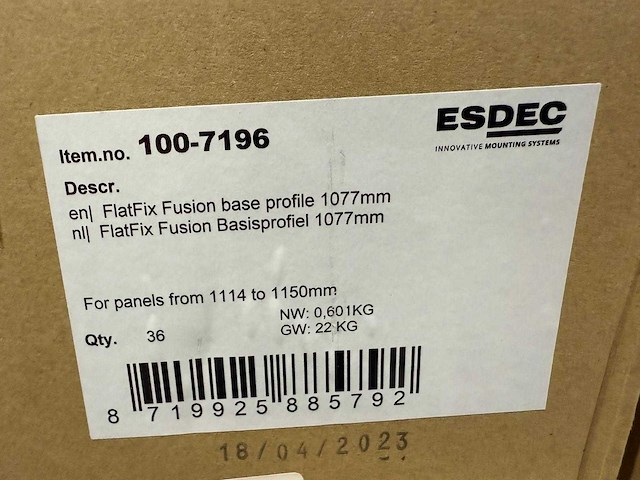 ESDEC
INNOVATIVE MOUNTING SYSTEMS
Item.no. 100-7196
Descr.
en| FlatFix Fusion base profile 1077mm
nl| FlatFix Fusion Basisprofiel 1077mm
For panels from 1114 to 1150mm
NW: 0,601KG
Qty. 36
GW: 22 KG
8 719925 885792
18/04/2023